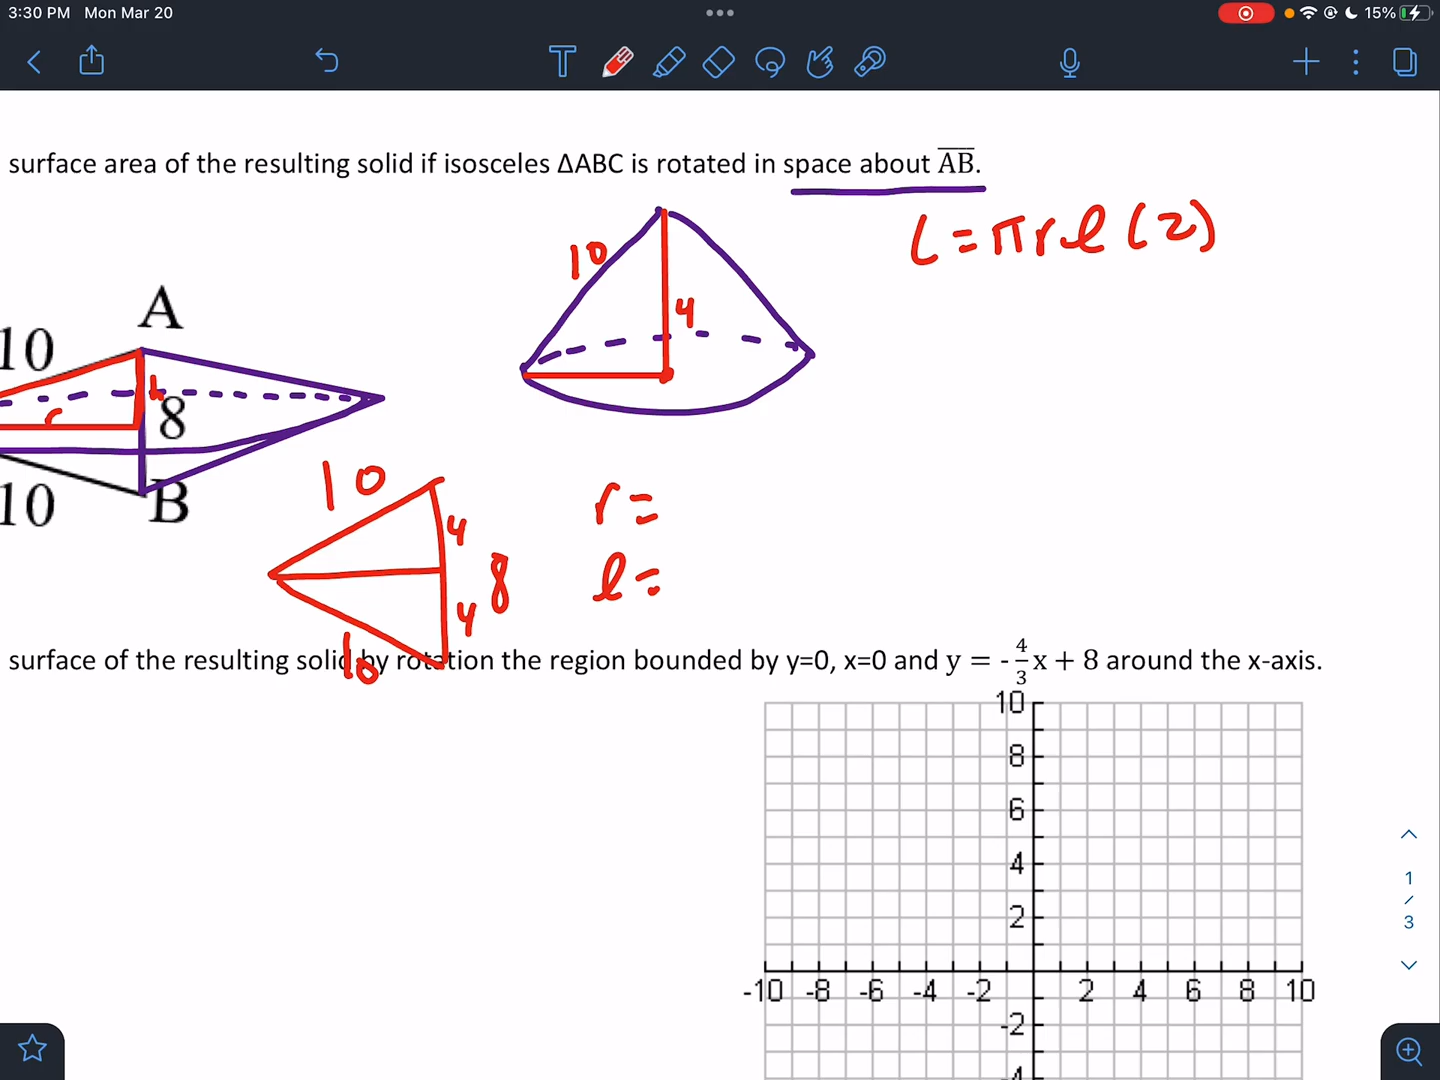 3:30 PM Mon Mar 20
15%
surface area of the resulting solid if isosceles ΔABC is rotated in space about A̅B̅.
L = πrl (2)
10
4
A
10
h
r
8
10
B
10
4
8
4
10
r =
l =
surface of the resulting solid by rotation the region bounded by y=0, x=0 and y = -4/3x + 8 around the x-axis.
10
8
6
4
2
-10 -8 -6 -4 -2 2 4 6 8 10
-2
-4
1
/
3